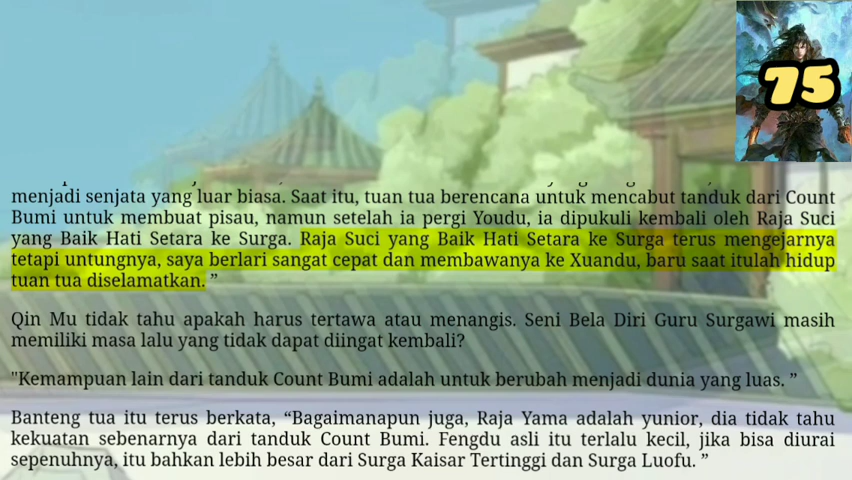 75
menjadi senjata yang luar biasa. Saat itu, tuan tua berencana untuk mencabut tanduk dari Count
Bumi untuk membuat pisau, namun setelah ia pergi Youdu, ia dipukuli kembali oleh Raja Suci
yang Baik Hati Setara ke Surga. Raja Suci yang Baik Hati Setara ke Surga terus mengejarnya
tetapi untungnya, saya berlari sangat cepat dan membawanya ke Xuandu, baru saat itulah hidup
tuan tua diselamatkan. ”
Qin Mu tidak tahu apakah harus tertawa atau menangis. Seni Bela Diri Guru Surgawi masih
memiliki masa lalu yang tidak dapat diingat kembali?
"Kemampuan lain dari tanduk Count Bumi adalah untuk berubah menjadi dunia yang luas. ”
Banteng tua itu terus berkata, “Bagaimanapun juga, Raja Yama adalah yunior, dia tidak tahu
kekuatan sebenarnya dari tanduk Count Bumi. Fengdu asli itu terlalu kecil, jika bisa diurai
sepenuhnya, itu bahkan lebih besar dari Surga Kaisar Tertinggi dan Surga Luofu. ”